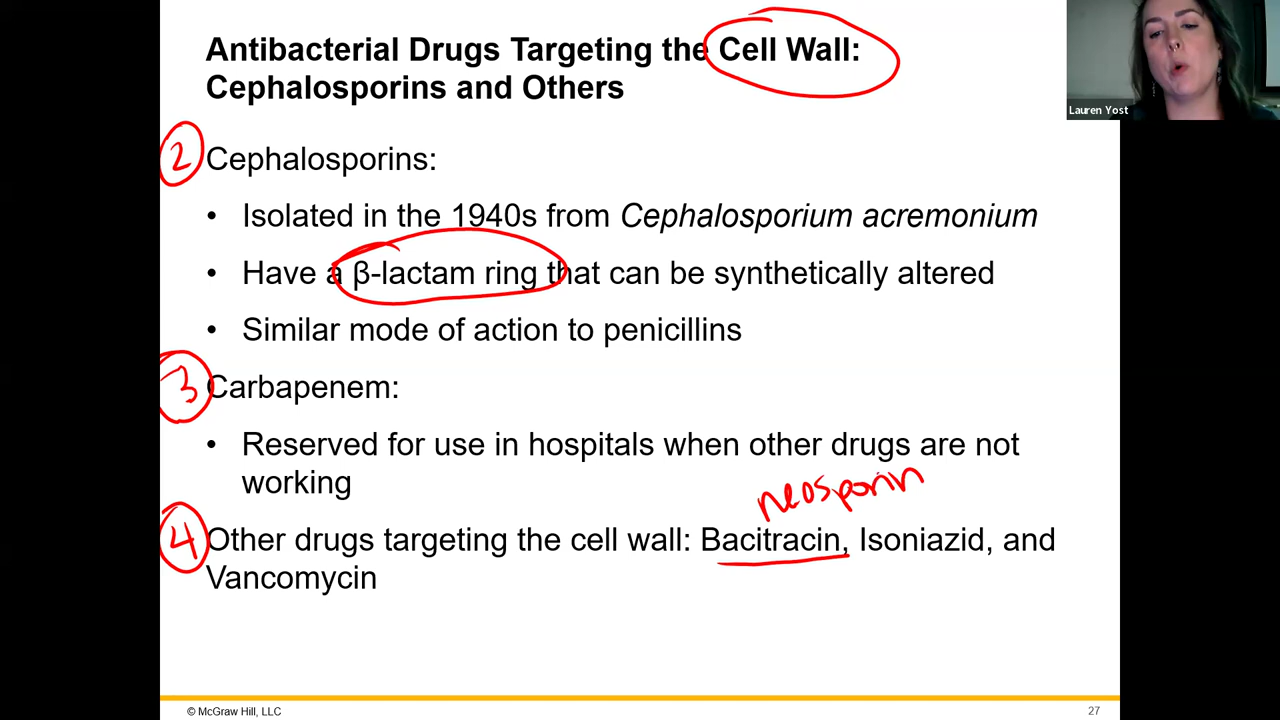 Antibacterial Drugs Targeting the Cell Wall:
Cephalosporins and Others
Lauren Yost
2 Cephalosporins:
• Isolated in the 1940s from Cephalosporium acremonium
• Have a β-lactam ring that can be synthetically altered
• Similar mode of action to penicillins
3 Carbapenem:
• Reserved for use in hospitals when other drugs are not
working
neosporin
4 Other drugs targeting the cell wall: Bacitracin, Isoniazid, and
Vancomycin
© McGraw Hill, LLC
27